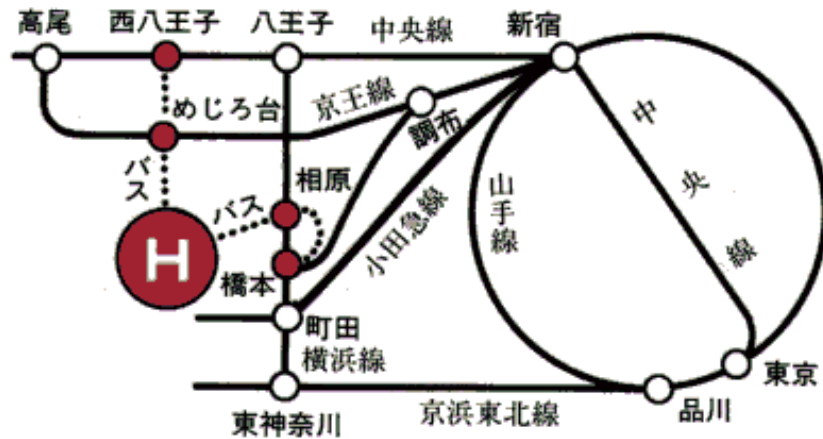 高尾
西八王子
八王子
中央線
新宿
めじろ台
京王線
調布
中央線
バス
相原
バス
山手線
小田急線
H
橋本
町田
横浜線
東京
東神奈川
京浜東北線
品川